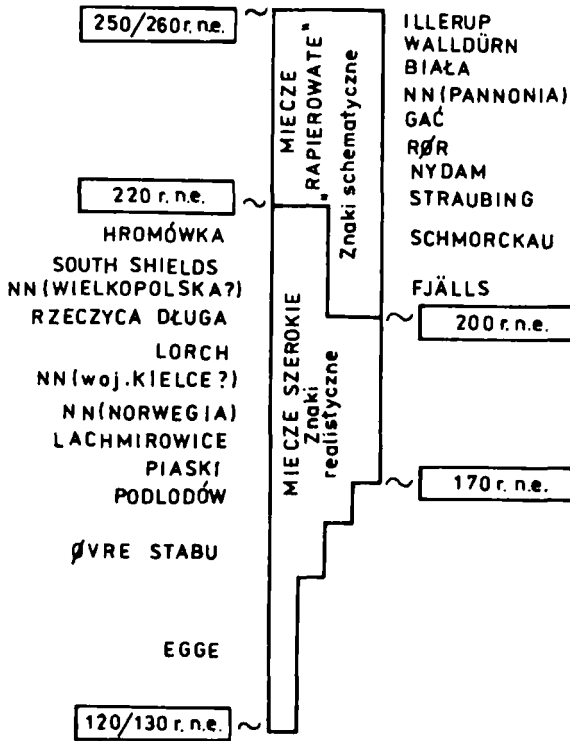 250/260 r. n.e.
220 r. n.e.
HROMÓWKA
SOUTH SHIELDS
NN (WIELKOPOLSKA?)
RZECZYCA DŁUGA
LORCH
NN (woj. KIELCE?)
NN (NORWEGIA)
LACHMIROWICE
PIASKI
PODLODÓW
ØVRE STABU
EGGE
120/130 r. n.e.
MIECZE
"RAPIEROWATE"
Znaki schematyczne
MIECZE SZEROKIE
Znaki
realistyczne
ILLERUP
WALLDÜRN
BIAŁA
NN (PANNONIA)
GAĆ
RØR
NYDAM
STRAUBING
SCHMORCKAU
FJÄLLS
200 r. n.e.
170 r. n.e.